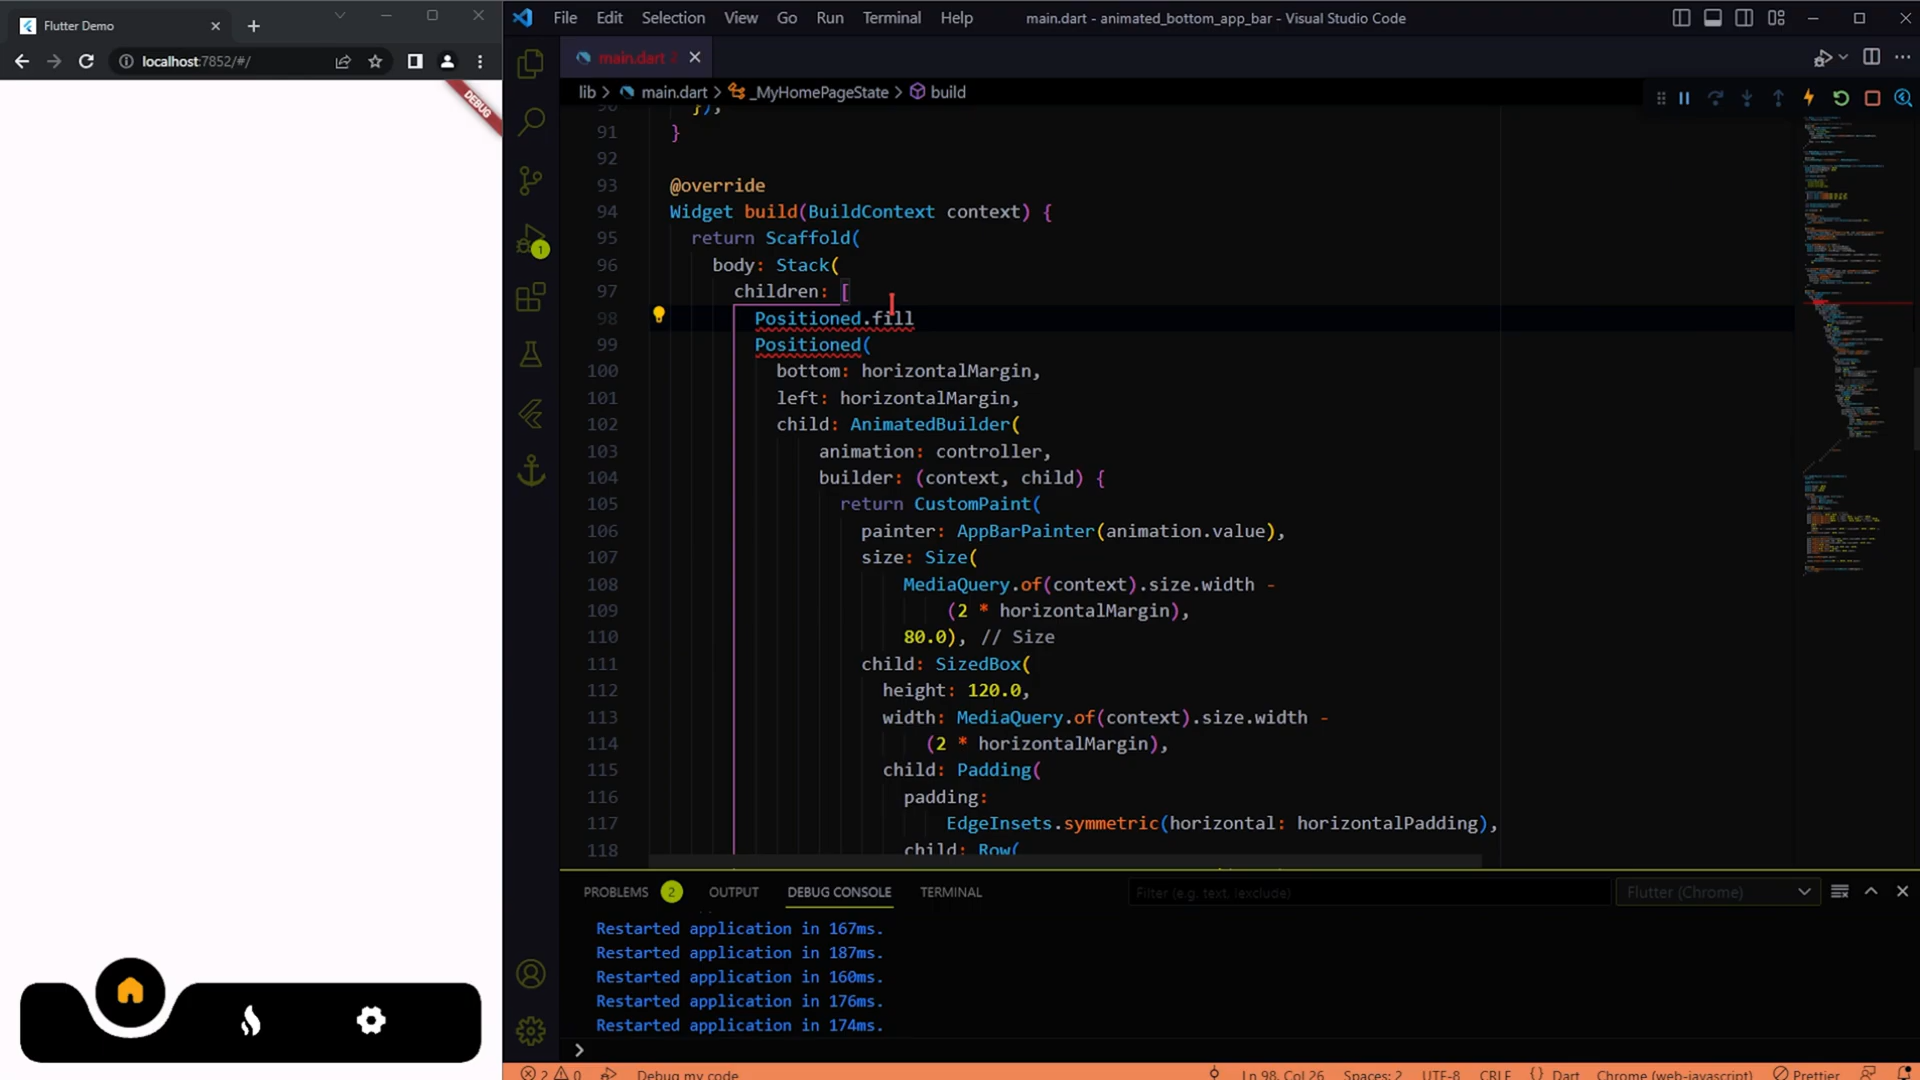 Flutter Demo
localhost:7852/#/
DEBUG
File Edit Selection View Go Run Terminal Help
main.dart - animated_bottom_app_bar - Visual Studio Code
main.dart 2
lib > main.dart > _MyHomePageState > build
90 });
91 }
92
93 @override
94 Widget build(BuildContext context) {
95 return Scaffold(
96 body: Stack(
97 children: [
98 Positioned.fill
99 Positioned(
100 bottom: horizontalMargin,
101 left: horizontalMargin,
102 child: AnimatedBuilder(
103 animation: controller,
104 builder: (context, child) {
105 return CustomPaint(
106 painter: AppBarPainter(animation.value),
107 size: Size(
108 MediaQuery.of(context).size.width -
109 (2 * horizontalMargin),
110 80.0), // Size
111 child: SizedBox(
112 height: 120.0,
113 width: MediaQuery.of(context).size.width -
114 (2 * horizontalMargin),
115 child: Padding(
116 padding:
117 EdgeInsets.symmetric(horizontal: horizontalPadding),
118 child: Row(
1
PROBLEMS 2 OUTPUT DEBUG CONSOLE TERMINAL
Filter (e.g. text, !exclude)
Flutter (Chrome)
Restarted application in 167ms.
Restarted application in 187ms.
Restarted application in 160ms.
Restarted application in 176ms.
Restarted application in 174ms.
>
2 0 Debug my code
Ln 98, Col 26 Spaces: 2 UTF-8 CRLF {} Dart Chrome (web-javascript) Prettier